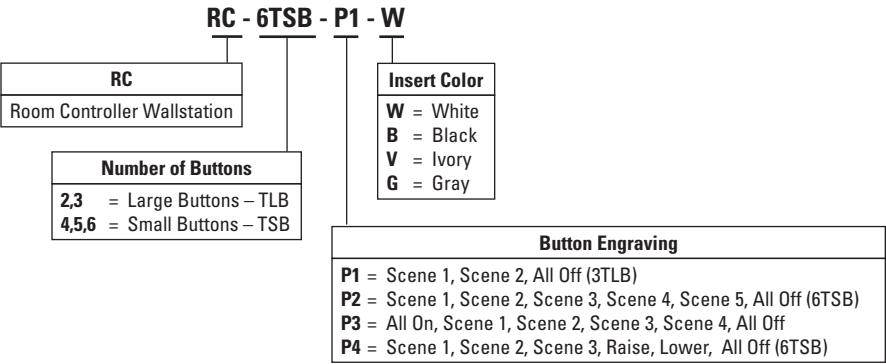 RC - 6TSB - P1 - W
RC
Room Controller Wallstation
Insert Color
W = White
B = Black
V = Ivory
G = Gray
Number of Buttons
2,3 = Large Buttons – TLB
4,5,6 = Small Buttons – TSB
Button Engraving
P1 = Scene 1, Scene 2, All Off (3TLB)
P2 = Scene 1, Scene 2, Scene 3, Scene 4, Scene 5, All Off (6TSB)
P3 = All On, Scene 1, Scene 2, Scene 3, Scene 4, All Off
P4 = Scene 1, Scene 2, Scene 3, Raise, Lower, All Off (6TSB)